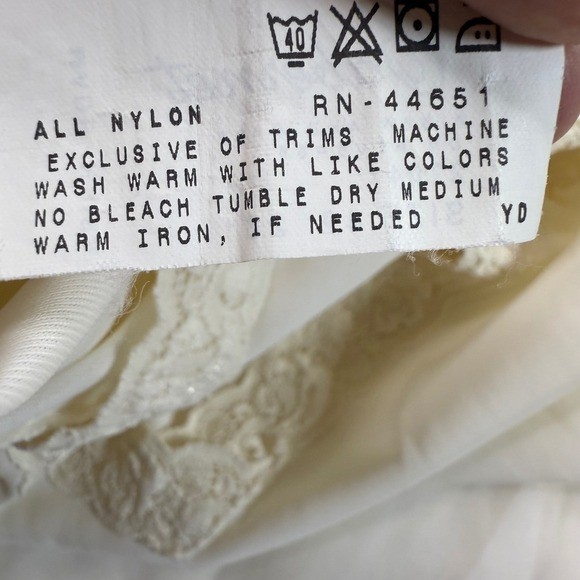 40
ALL NYLON RN-44651
EXCLUSIVE OF TRIMS MACHINE
WASH WARM WITH LIKE COLORS
NO BLEACH TUMBLE DRY MEDIUM
WARM IRON, IF NEEDED YD